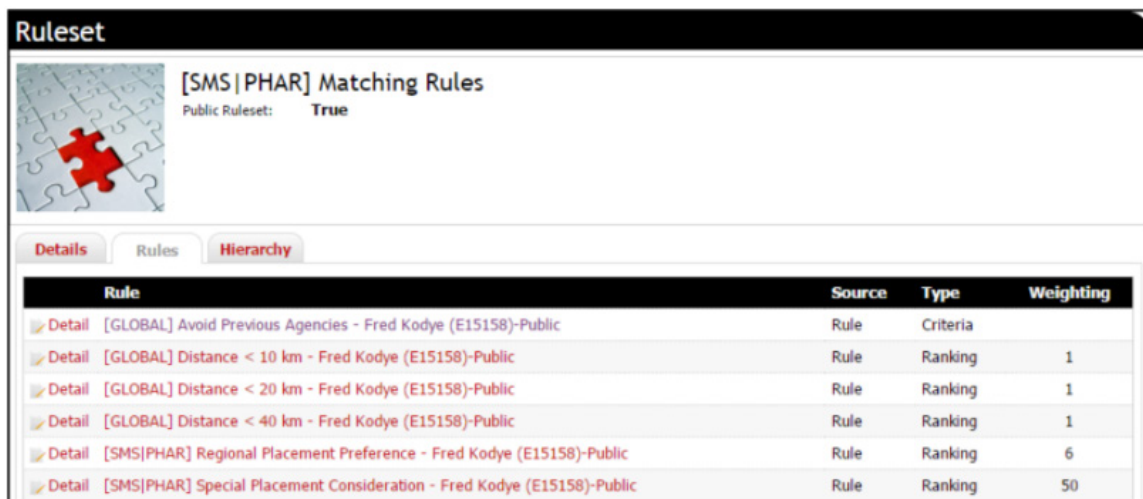 Ruleset
[SMS|PHAR] Matching Rules
Public Ruleset: True
Details Rules Hierarchy
Rule Source Type Weighting
Detail [GLOBAL] Avoid Previous Agencies - Fred Kodye (E15158)-Public Rule Criteria
Detail [GLOBAL] Distance < 10 km - Fred Kodye (E15158)-Public Rule Ranking 1
Detail [GLOBAL] Distance < 20 km - Fred Kodye (E15158)-Public Rule Ranking 1
Detail [GLOBAL] Distance < 40 km - Fred Kodye (E15158)-Public Rule Ranking 1
Detail [SMS|PHAR] Regional Placement Preference - Fred Kodye (E15158)-Public Rule Ranking 6
Detail [SMS|PHAR] Special Placement Consideration - Fred Kodye (E15158)-Public Rule Ranking 50